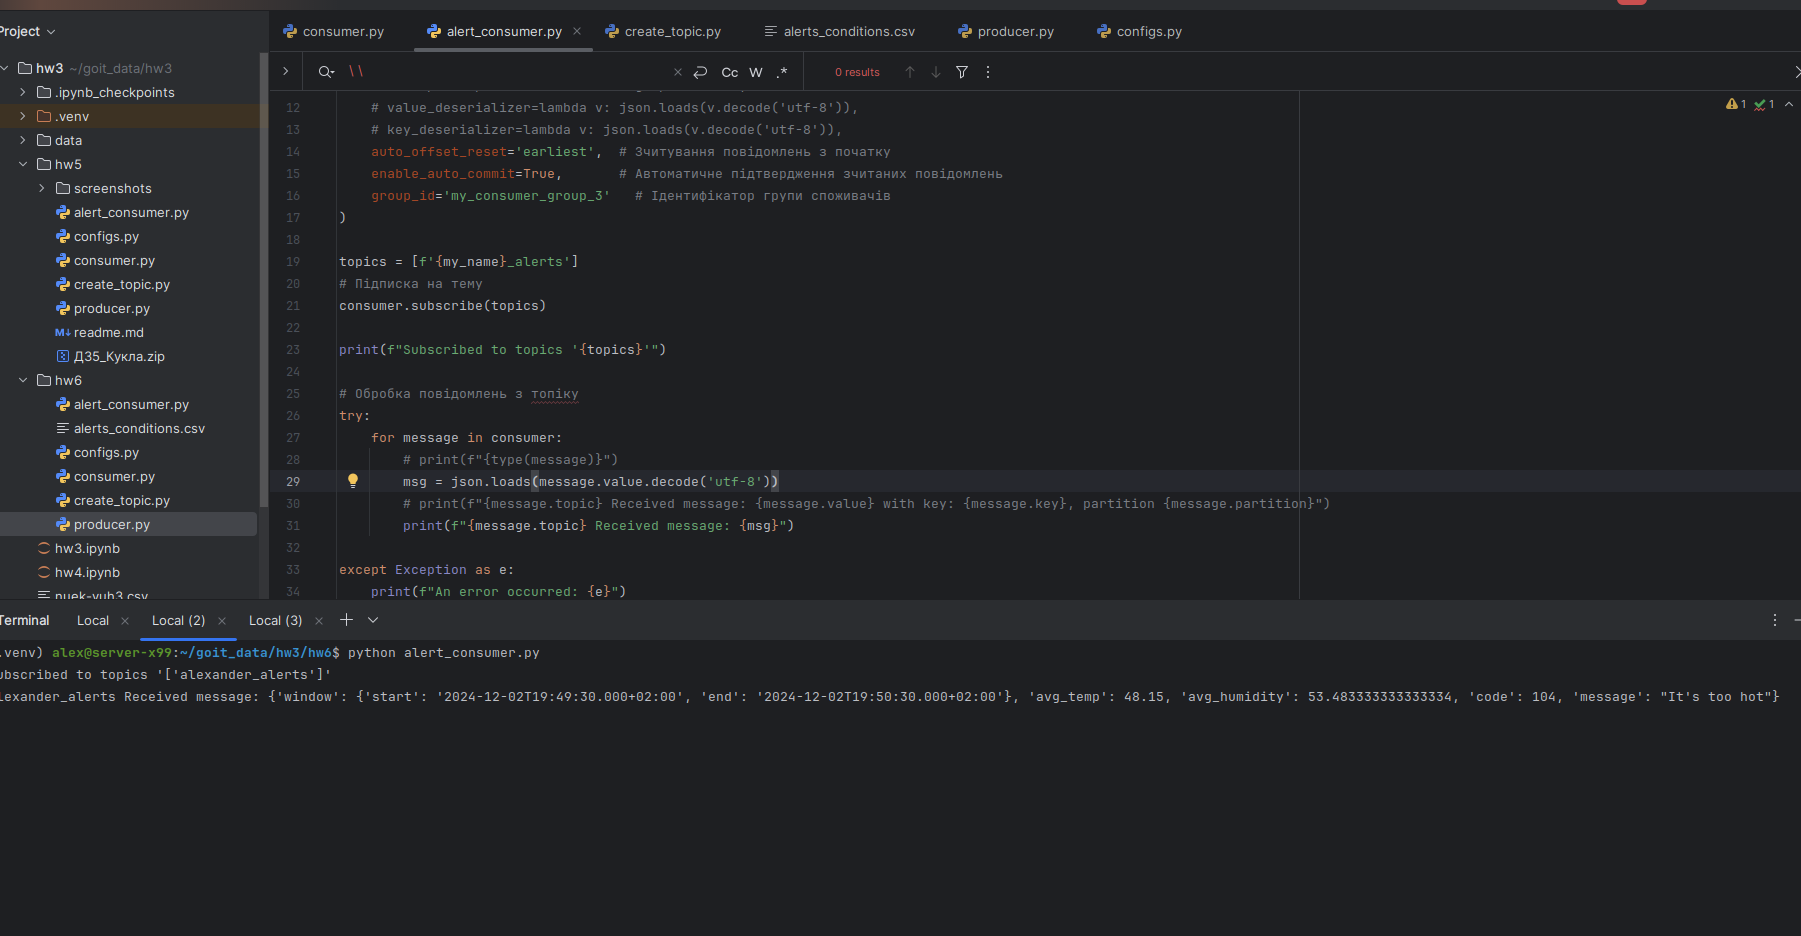 Project
consumer.py
alert_consumer.py
create_topic.py
alerts_conditions.csv
producer.py
configs.py
hw3 ~/goit_data/hw3
.ipynb_checkpoints
.venv
data
hw5
screenshots
alert_consumer.py
configs.py
consumer.py
create_topic.py
producer.py
M↓ readme.md
ДЗ5_Кукла.zip
hw6
alert_consumer.py
alerts_conditions.csv
configs.py
consumer.py
create_topic.py
producer.py
hw3.ipynb
hw4.ipynb
nuek-vuh3.csv
\\
Cc W .*
0 results
1 1
12 # value_deserializer=lambda v: json.loads(v.decode('utf-8')),
13 # key_deserializer=lambda v: json.loads(v.decode('utf-8')),
14 auto_offset_reset='earliest', # Зчитування повідомлень з початку
15 enable_auto_commit=True, # Автоматичне підтвердження зчитаних повідомлень
16 group_id='my_consumer_group_3' # Ідентифікатор групи споживачів
17 )
18
19 topics = [f'{my_name}_alerts']
20 # Підписка на тему
21 consumer.subscribe(topics)
22
23 print(f"Subscribed to topics '{topics}'")
24
25 # Обробка повідомлень з топіку
26 try:
27 for message in consumer:
28 # print(f"{type(message)}")
29 msg = json.loads(message.value.decode('utf-8'))
30 # print(f"{message.topic} Received message: {message.value} with key: {message.key}, partition {message.partition}")
31 print(f"{message.topic} Received message: {msg}")
32
33 except Exception as e:
34 print(f"An error occurred: {e}")
Terminal
Local
Local (2)
Local (3)
.venv) alex@server-x99:~/goit_data/hw3/hw6$ python alert_consumer.py
ubscribed to topics '['alexander_alerts']'
lexander_alerts Received message: {'window': {'start': '2024-12-02T19:49:30.000+02:00', 'end': '2024-12-02T19:50:30.000+02:00'}, 'avg_temp': 48.15, 'avg_humidity': 53.483333333333334, 'code': 104, 'message': "It's too hot"}